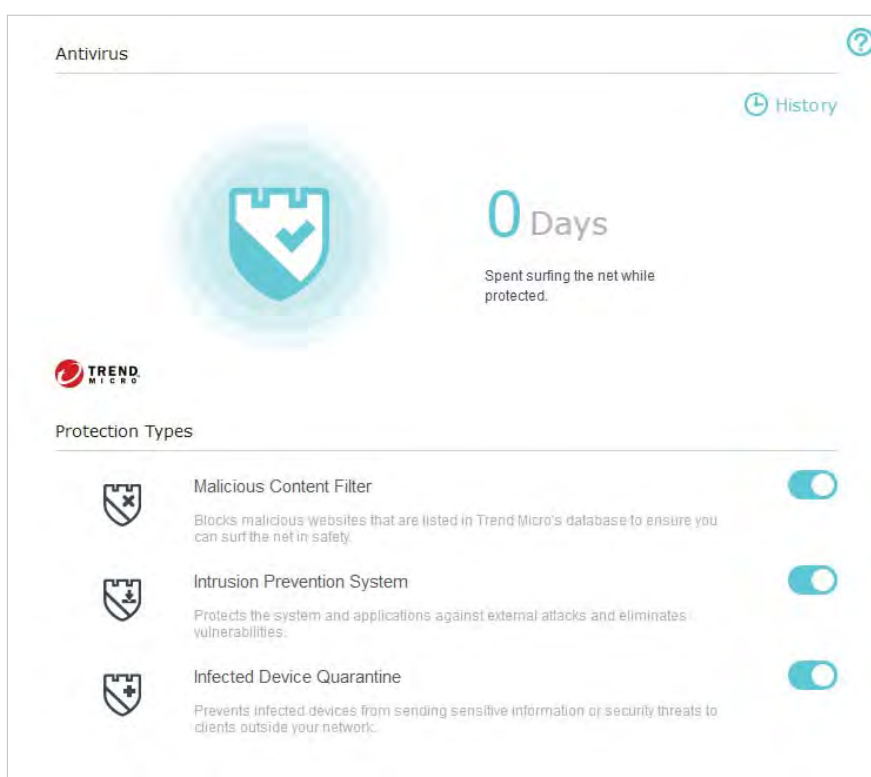 Antivirus
?
History
0 Days
Spent surfing the net while
protected.
TREND
MICRO
Protection Types
Malicious Content Filter
Blocks malicious websites that are listed in Trend Micro's database to ensure you
can surf the net in safety.
Intrusion Prevention System
Protects the system and applications against external attacks and eliminates
vulnerabilities.
Infected Device Quarantine
Prevents infected devices from sending sensitive information or security threats to
clients outside your network.